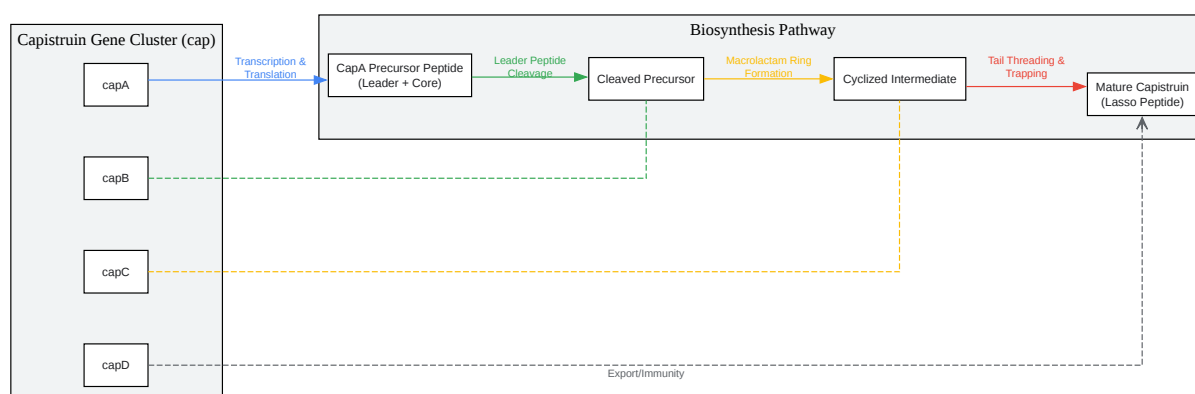 Capistruin Gene Cluster (cap)
capA
capB
capC
capD
Biosynthesis Pathway
Transcription &
Translation
CapA Precursor Peptide
(Leader + Core)
Leader Peptide
Cleavage
Cleaved Precursor
Macrolactam Ring
Formation
Cyclized Intermediate
Tail Threading &
Trapping
Mature Capistruin
(Lasso Peptide)
Export/Immunity